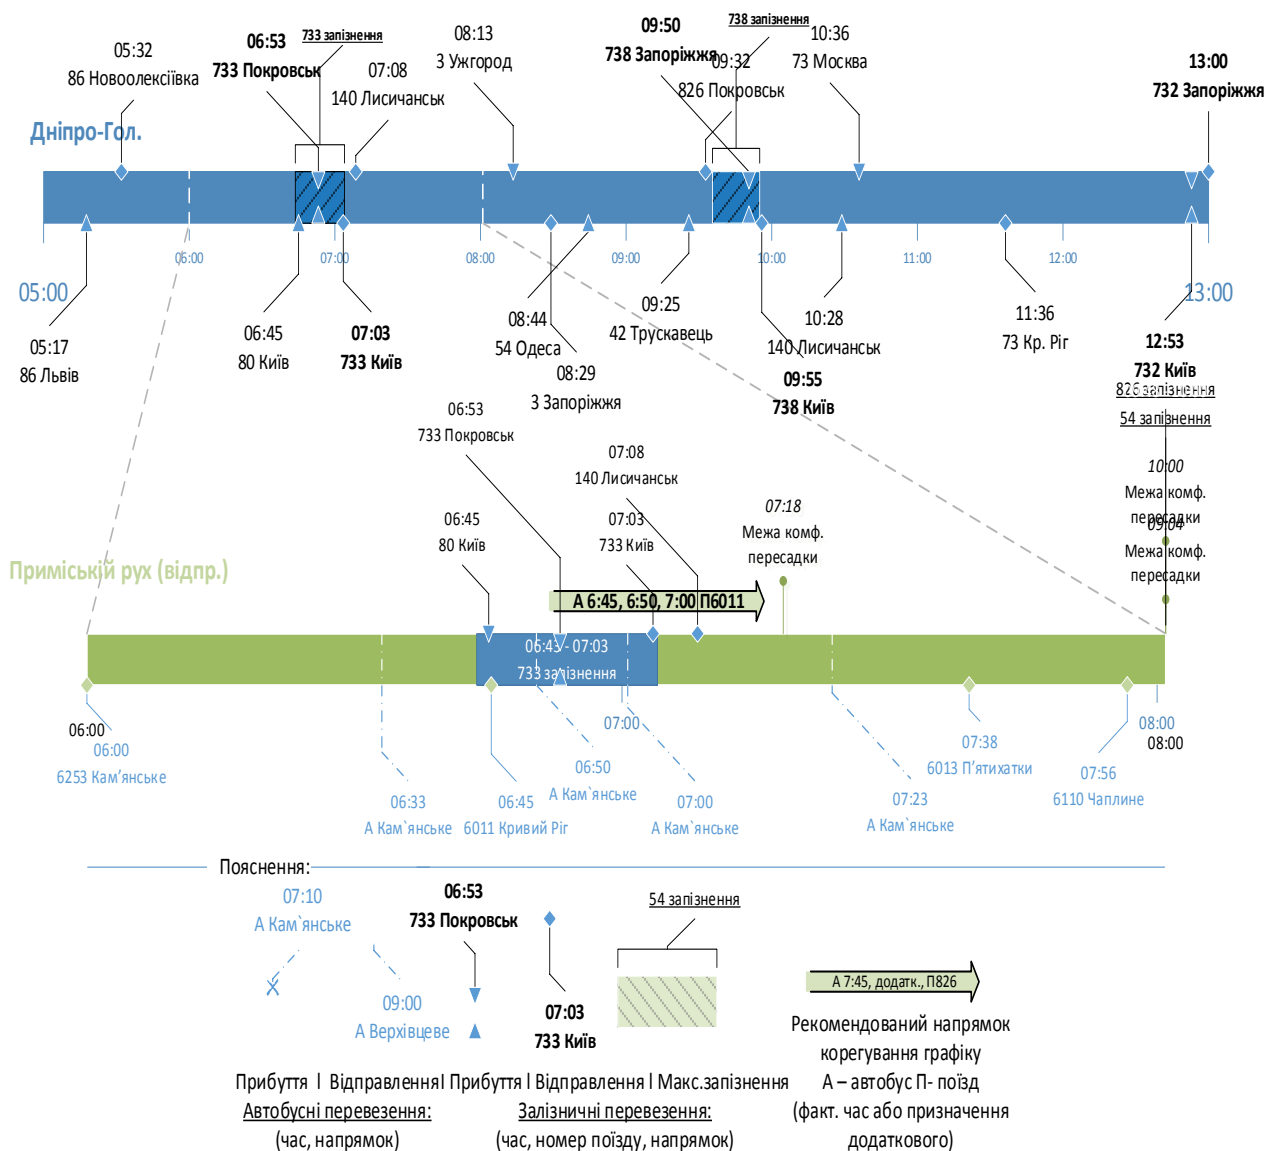 05:32
86 Новоолексіївка
06:53
733 Покровськ
733 запізнення
07:08
140 Лисичанськ
08:13
3 Ужгород
09:50
738 Запоріжжя
738 запізнення
09:32
826 Покровськ
10:36
73 Москва
13:00
732 Запоріжжя
Дніпро-Гол.
05:00
06:00
07:00
08:00
09:00
10:00
11:00
12:00
13:00
05:17
86 Львів
06:45
80 Київ
07:03
733 Київ
08:44
54 Одеса
08:29
3 Запоріжжя
09:25
42 Трускавець
10:28
140 Лисичанськ
09:55
738 Київ
11:36
73 Кр. Ріг
12:53
732 Київ
826 запізнення
54 запізнення
10:00
Межа комф.
пересадки
09:04
Межа комф.
пересадки
06:53
733 Покровськ
07:08
140 Лисичанськ
06:45
80 Київ
07:03
733 Київ
07:18
Межа комф.
пересадки
Приміській рух (відпр.)
А 6:45, 6:50, 7:00 П6011
06:43 - 07:03
733 запізнення
06:00
06:00
6253 Кам'янське
06:33
А Кам`янське
06:45
6011 Кривий Ріг
06:50
А Кам`янське
07:00
07:00
А Кам`янське
07:23
А Кам`янське
07:38
6013 П'ятихатки
07:56
6110 Чаплине
08:00
08:00
Пояснення:
07:10
А Кам`янське
09:00
А Верхівцеве
06:53
733 Покровськ
07:03
733 Київ
54 запізнення
А 7:45, додатк., П826
Рекомендований напрямок
корегування графіку
А – автобус П- поїзд
(факт. час або призначення
додаткового)
Прибуття | Відправлення| Прибуття | Відправлення | Макс.запізнення
Автобусні перевезення:
(час, напрямок)
Залізничні перевезення:
(час, номер поїзду, напрямок)